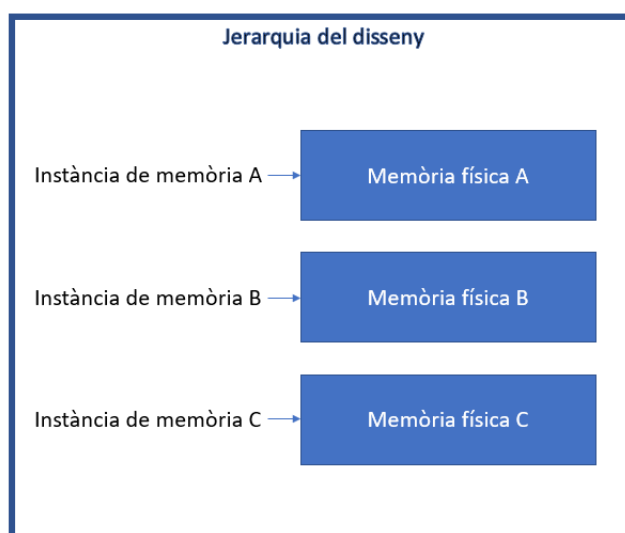 Jerarquia del disseny
Instància de memòria A
Memòria física A
Instància de memòria B
Memòria física B
Instància de memòria C
Memòria física C